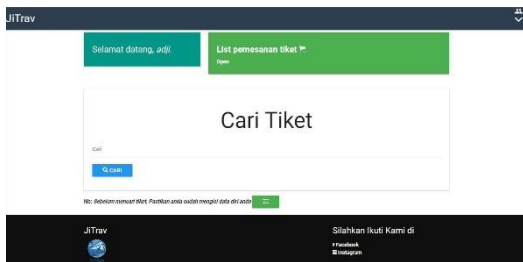 JiTrav
Selamat datang, adji.
List pemesanan tiket
Open
Cari Tiket
Cari
CARI
Nb: Sebelum mencari tiket, Pastikan anda sudah mengisi data diri anda
JiTrav
Silahkan Ikuti Kami di
Facebook
Instagram